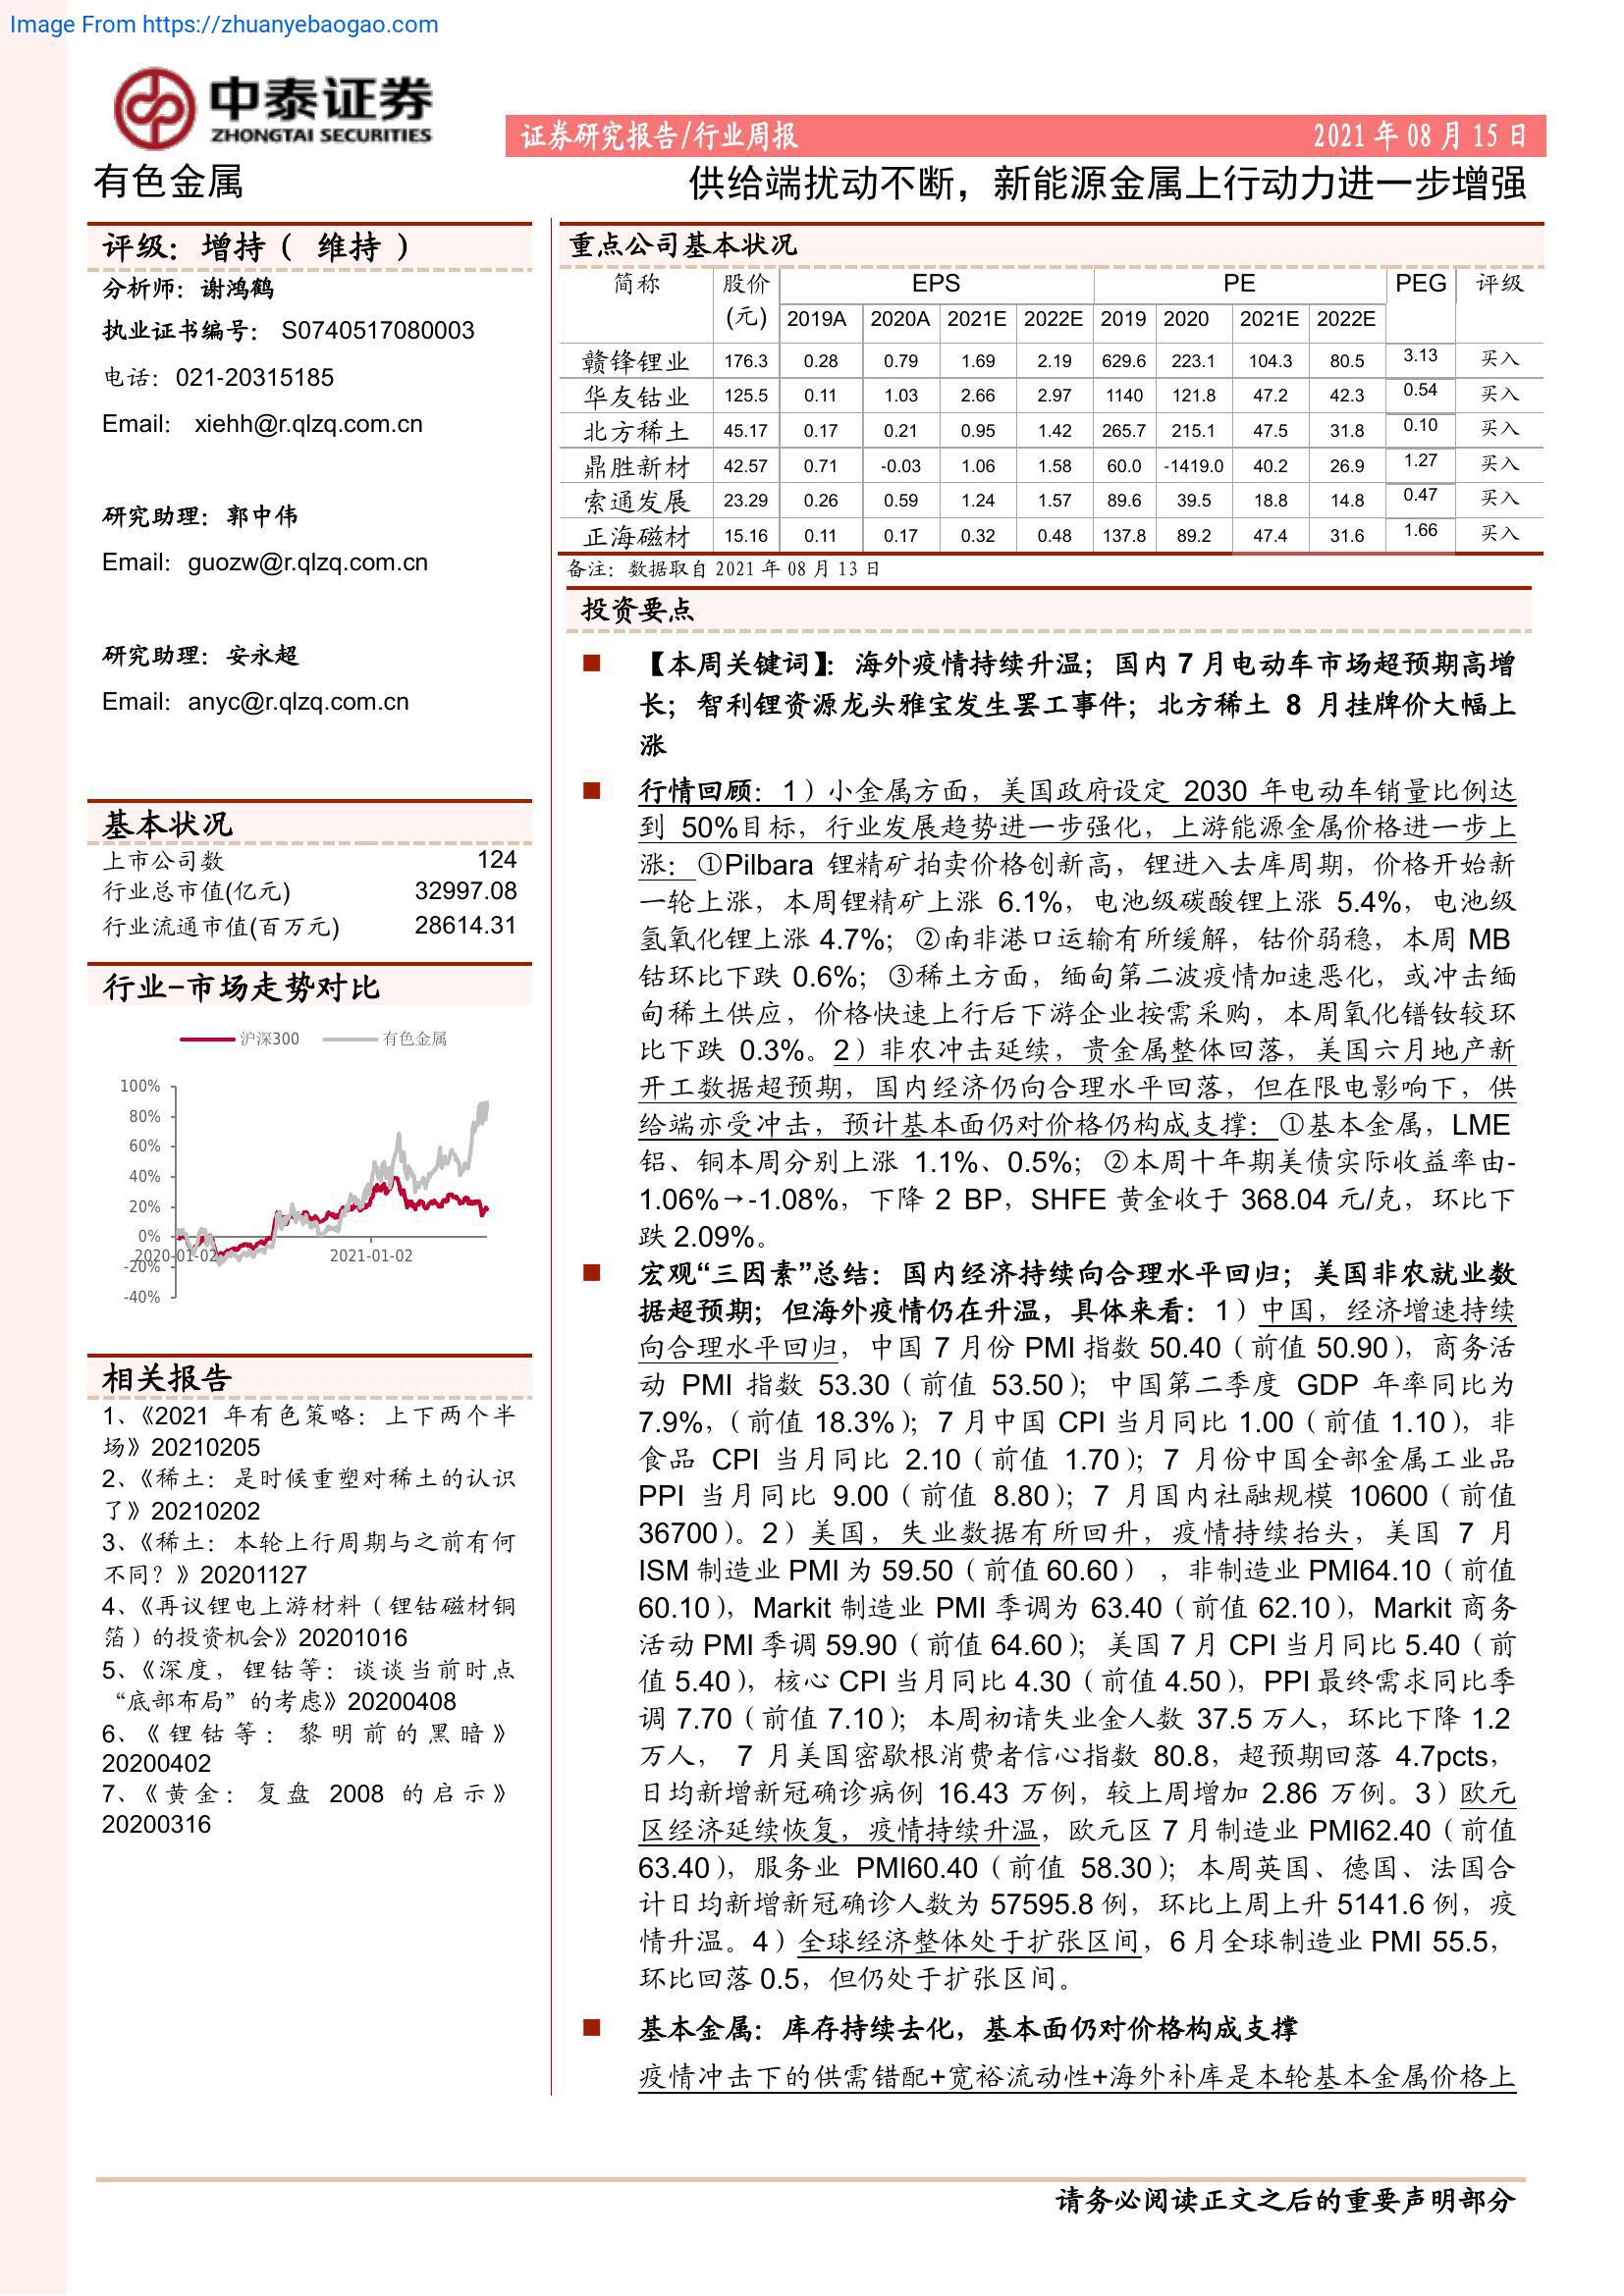 Image From https://zhuanyebaogao.com
中泰证券
ZHONGTAI SECURITIES
证券研究报告/行业周报 2021 年 08 月 15 日
有色金属 供给端扰动不断，新能源金属上行动力进一步增强
评级：增持（ 维持 ）
分析师：谢鸿鹤
执业证书编号： S0740517080003
电话：021-20315185
Email： xiehh@r.qlzq.com.cn
研究助理：郭中伟
Email：guozw@r.qlzq.com.cn
研究助理：安永超
Email：anyc@r.qlzq.com.cn
基本状况
上市公司数 124
行业总市值(亿元) 32997.08
行业流通市值(百万元) 28614.31
行业-市场走势对比
沪深300 有色金属
100%
80%
60%
40%
20%
0%
2020-01-02 2021-01-02
-20%
-40%
相关报告
1、《2021 年有色策略：上下两个半
场》20210205
2、《稀土：是时候重塑对稀土的认识
了》20210202
3、《稀土：本轮上行周期与之前有何
不同？》20201127
4、《再议锂电上游材料（锂钴磁材铜
箔）的投资机会》20201016
5、《深度，锂钴等：谈谈当前时点
“底部布局”的考虑》20200408
6、《锂钴等：黎明前的黑暗》
20200402
7、《黄金：复盘 2008 的启示》
20200316
重点公司基本状况
简称 股价 EPS PE PEG 评级
(元) 2019A 2020A 2021E 2022E 2019 2020 2021E 2022E
赣锋锂业 176.3 0.28 0.79 1.69 2.19 629.6 223.1 104.3 80.5 3.13 买入
华友钴业 125.5 0.11 1.03 2.66 2.97 1140 121.8 47.2 42.3 0.54 买入
北方稀土 45.17 0.17 0.21 0.95 1.42 265.7 215.1 47.5 31.8 0.10 买入
鼎胜新材 42.57 0.71 -0.03 1.06 1.58 60.0 -1419.0 40.2 26.9 1.27 买入
索通发展 23.29 0.26 0.59 1.24 1.57 89.6 39.5 18.8 14.8 0.47 买入
正海磁材 15.16 0.11 0.17 0.32 0.48 137.8 89.2 47.4 31.6 1.66 买入
备注：数据取自 2021 年 08 月 13 日
投资要点
【本周关键词】：海外疫情持续升温；国内 7 月电动车市场超预期高增
长；智利锂资源龙头雅宝发生罢工事件；北方稀土 8 月挂牌价大幅上
涨
行情回顾：1）小金属方面，美国政府设定 2030 年电动车销量比例达
到 50%目标，行业发展趋势进一步强化，上游能源金属价格进一步上
涨：①Pilbara 锂精矿拍卖价格创新高，锂进入去库周期，价格开始新
一轮上涨，本周锂精矿上涨 6.1%，电池级碳酸锂上涨 5.4%，电池级
氢氧化锂上涨 4.7%；②南非港口运输有所缓解，钴价弱稳，本周 MB
钴环比下跌 0.6%；③稀土方面，缅甸第二波疫情加速恶化，或冲击缅
甸稀土供应，价格快速上行后下游企业按需采购，本周氧化镨钕较环
比下跌 0.3%。2）非农冲击延续，贵金属整体回落，美国六月地产新
开工数据超预期，国内经济仍向合理水平回落，但在限电影响下，供
给端亦受冲击，预计基本面仍对价格仍构成支撑：①基本金属，LME
铝、铜本周分别上涨 1.1%、0.5%；②本周十年期美债实际收益率由-
1.06%→-1.08%，下降 2 BP，SHFE 黄金收于 368.04 元/克，环比下
跌 2.09%。
宏观“三因素”总结：国内经济持续向合理水平回归；美国非农就业数
据超预期；但海外疫情仍在升温，具体来看：1）中国，经济增速持续
向合理水平回归，中国 7 月份 PMI 指数 50.40（前值 50.90），商务活
动 PMI 指数 53.30（前值 53.50）；中国第二季度 GDP 年率同比为
7.9%，（前值 18.3%）；7 月中国 CPI 当月同比 1.00（前值 1.10），非
食品 CPI 当月同比 2.10（前值 1.70）；7 月份中国全部金属工业品
PPI 当月同比 9.00（前值 8.80）；7 月国内社融规模 10600（前值
36700）。2）美国，失业数据有所回升，疫情持续抬头，美国 7 月
ISM 制造业 PMI 为 59.50（前值 60.60） ，非制造业 PMI64.10（前值
60.10），Markit 制造业 PMI 季调为 63.40（前值 62.10），Markit 商务
活动 PMI 季调 59.90（前值 64.60）；美国 7 月 CPI 当月同比 5.40（前
值 5.40），核心 CPI 当月同比 4.30（前值 4.50），PPI 最终需求同比季
调 7.70（前值 7.10）；本周初请失业金人数 37.5 万人，环比下降 1.2
万人， 7 月美国密歇根消费者信心指数 80.8，超预期回落 4.7pcts，
日均新增新冠确诊病例 16.43 万例，较上周增加 2.86 万例。3）欧元
区经济延续恢复，疫情持续升温，欧元区 7 月制造业 PMI62.40（前值
63.40），服务业 PMI60.40（前值 58.30）；本周英国、德国、法国合
计日均新增新冠确诊人数为 57595.8 例，环比上周上升 5141.6 例，疫
情升温。4）全球经济整体处于扩张区间，6 月全球制造业 PMI 55.5，
环比回落 0.5，但仍处于扩张区间。
基本金属：库存持续去化，基本面仍对价格构成支撑
疫情冲击下的供需错配+宽裕流动性+海外补库是本轮基本金属价格上
请务必阅读正文之后的重要声明部分